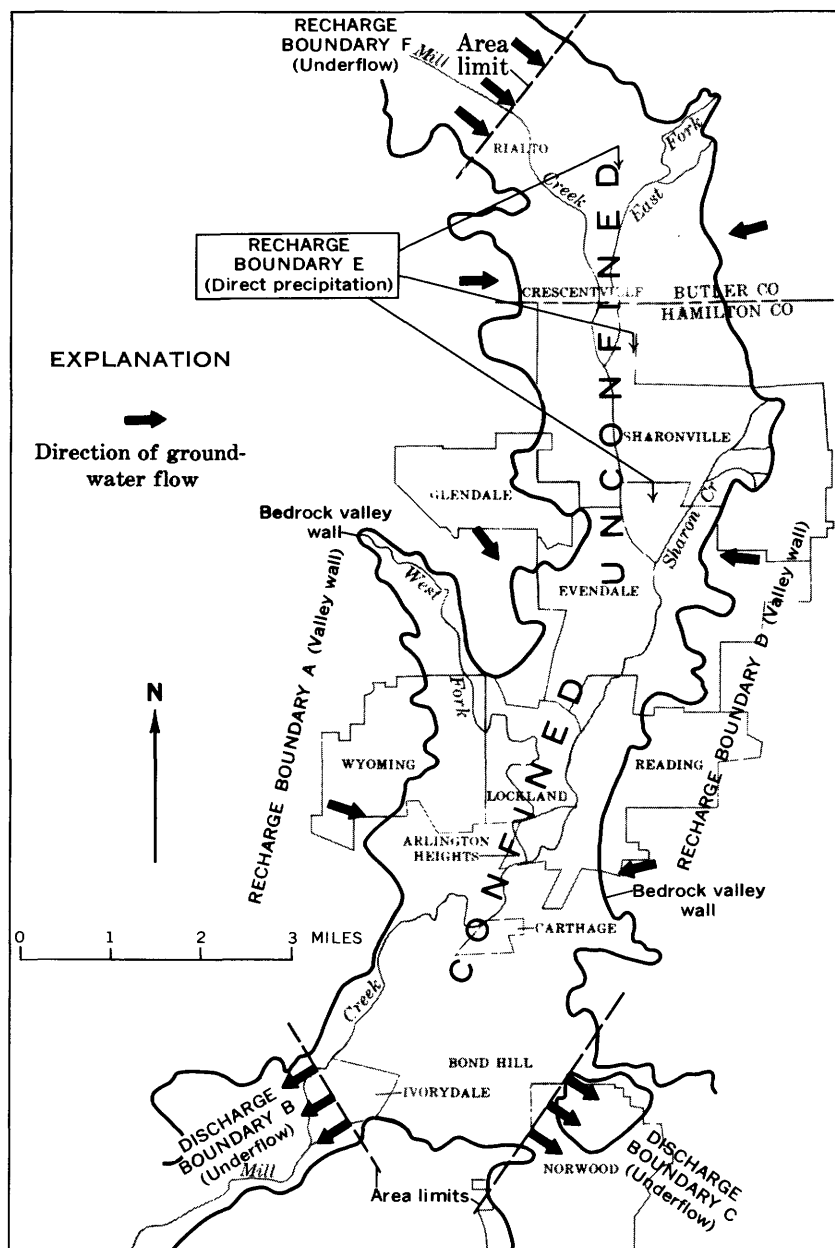 RECHARGE
BOUNDARY F
(Underflow)
Mill
Area
limit
RIALTO
Creek
East
Fork
RECHARGE
BOUNDARY E
(Direct precipitation)
UNCONFINED
CRESCENTVILLE
BUTLER CO
HAMILTON CO
EXPLANATION
Direction of ground-
water flow
SHARONVILLE
GLENDALE
Sharon Cr
Bedrock valley
wall
West
Fork
EVENDALE
RECHARGE BOUNDARY A (Valley wall)
RECHARGE BOUNDARY D (Valley wall)
N
CONFINED
WYOMING
READING
LOCKLAND
ARLINGTON
HEIGHTS
Bedrock valley
wall
CARTHAGE
0 1 2 3 MILES
Creek
BOND HILL
IVORYDALE
DISCHARGE
BOUNDARY B
(Underflow)
Mill
Area limits
NORWOOD
DISCHARGE
BOUNDARY C
(Underflow)